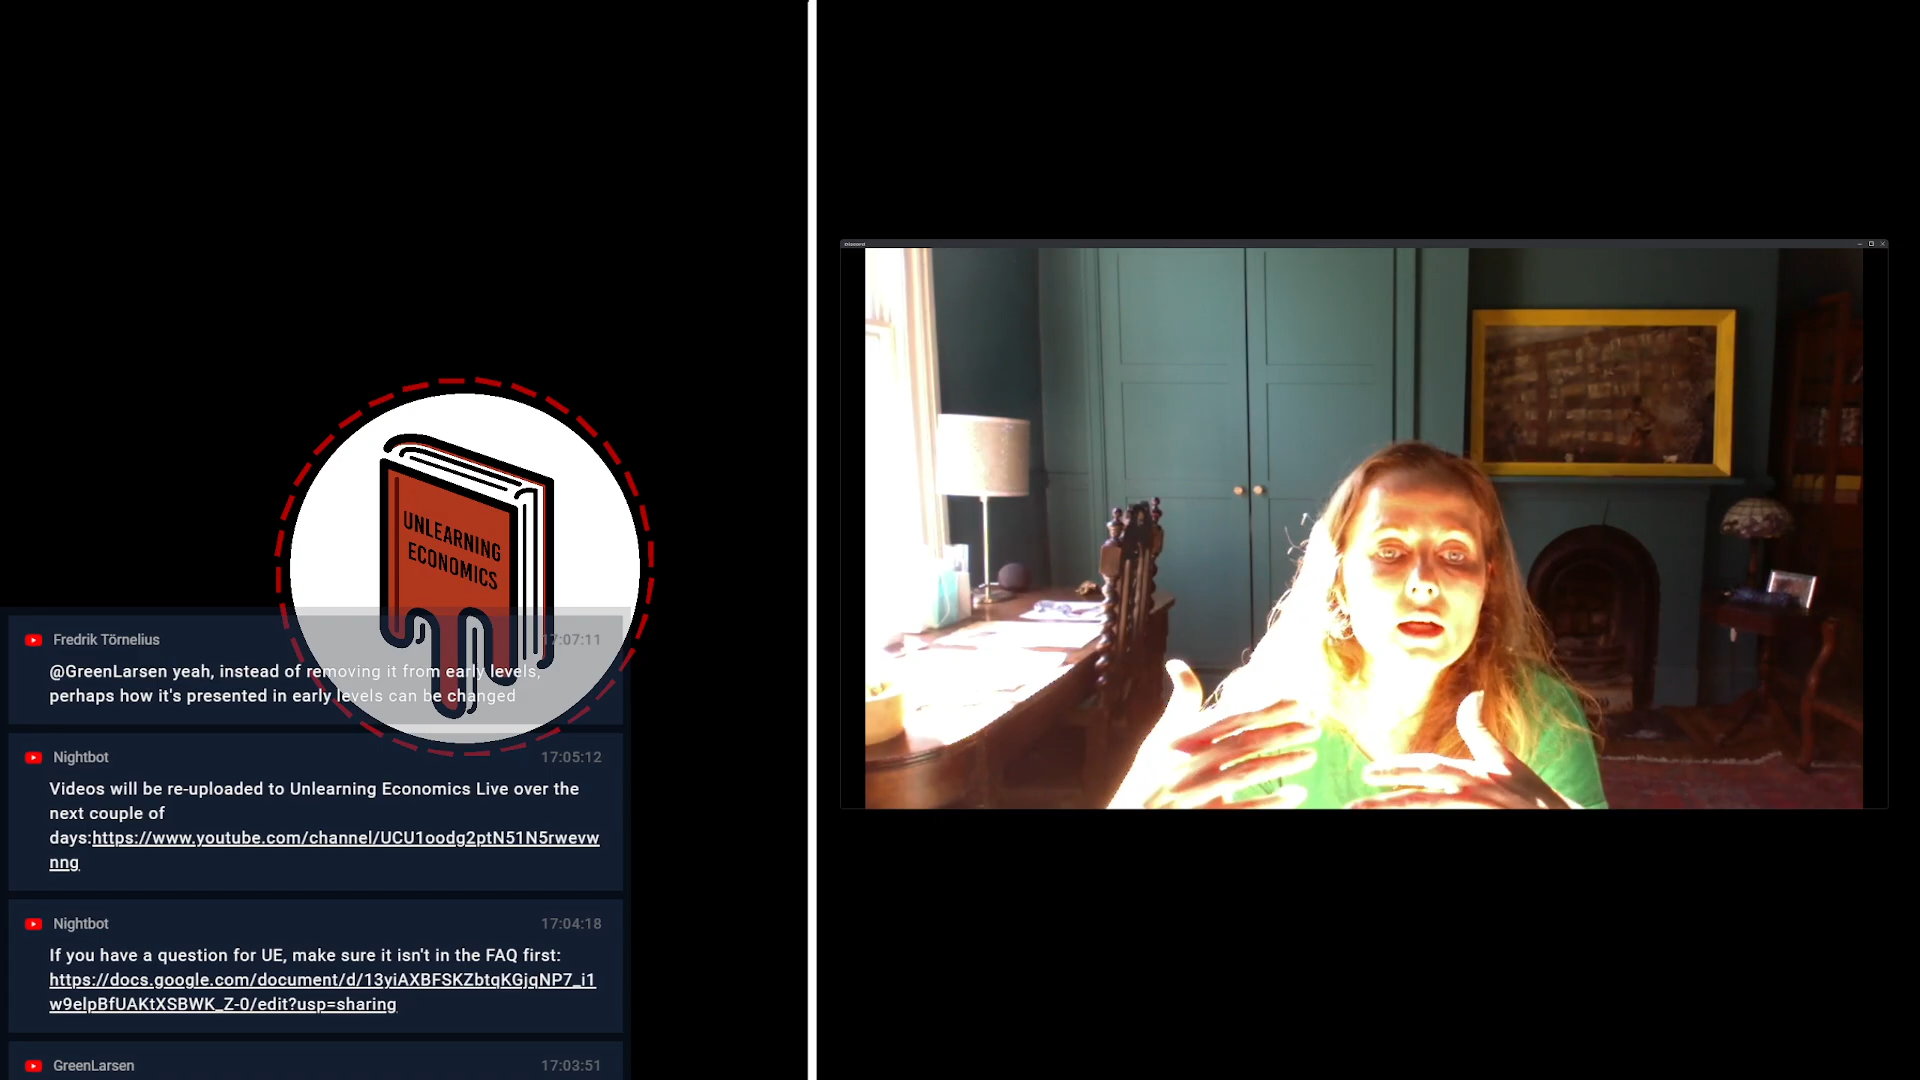 Discord
UNLEARNING
ECONOMICS
Fredrik Törnelius 17:07:11
@GreenLarsen yeah, instead of removing it from early levels,
perhaps how it's presented in early levels can be changed
Nightbot 17:05:12
Videos will be re-uploaded to Unlearning Economics Live over the
next couple of
days:https://www.youtube.com/channel/UCU1oodg2ptN51N5rwevw
nng
Nightbot 17:04:18
If you have a question for UE, make sure it isn't in the FAQ first:
https://docs.google.com/document/d/13yiAXBFSKZbtqKGjqNP7_i1
w9elpBfUAKtXSBWK_Z-0/edit?usp=sharing
GreenLarsen 17:03:51